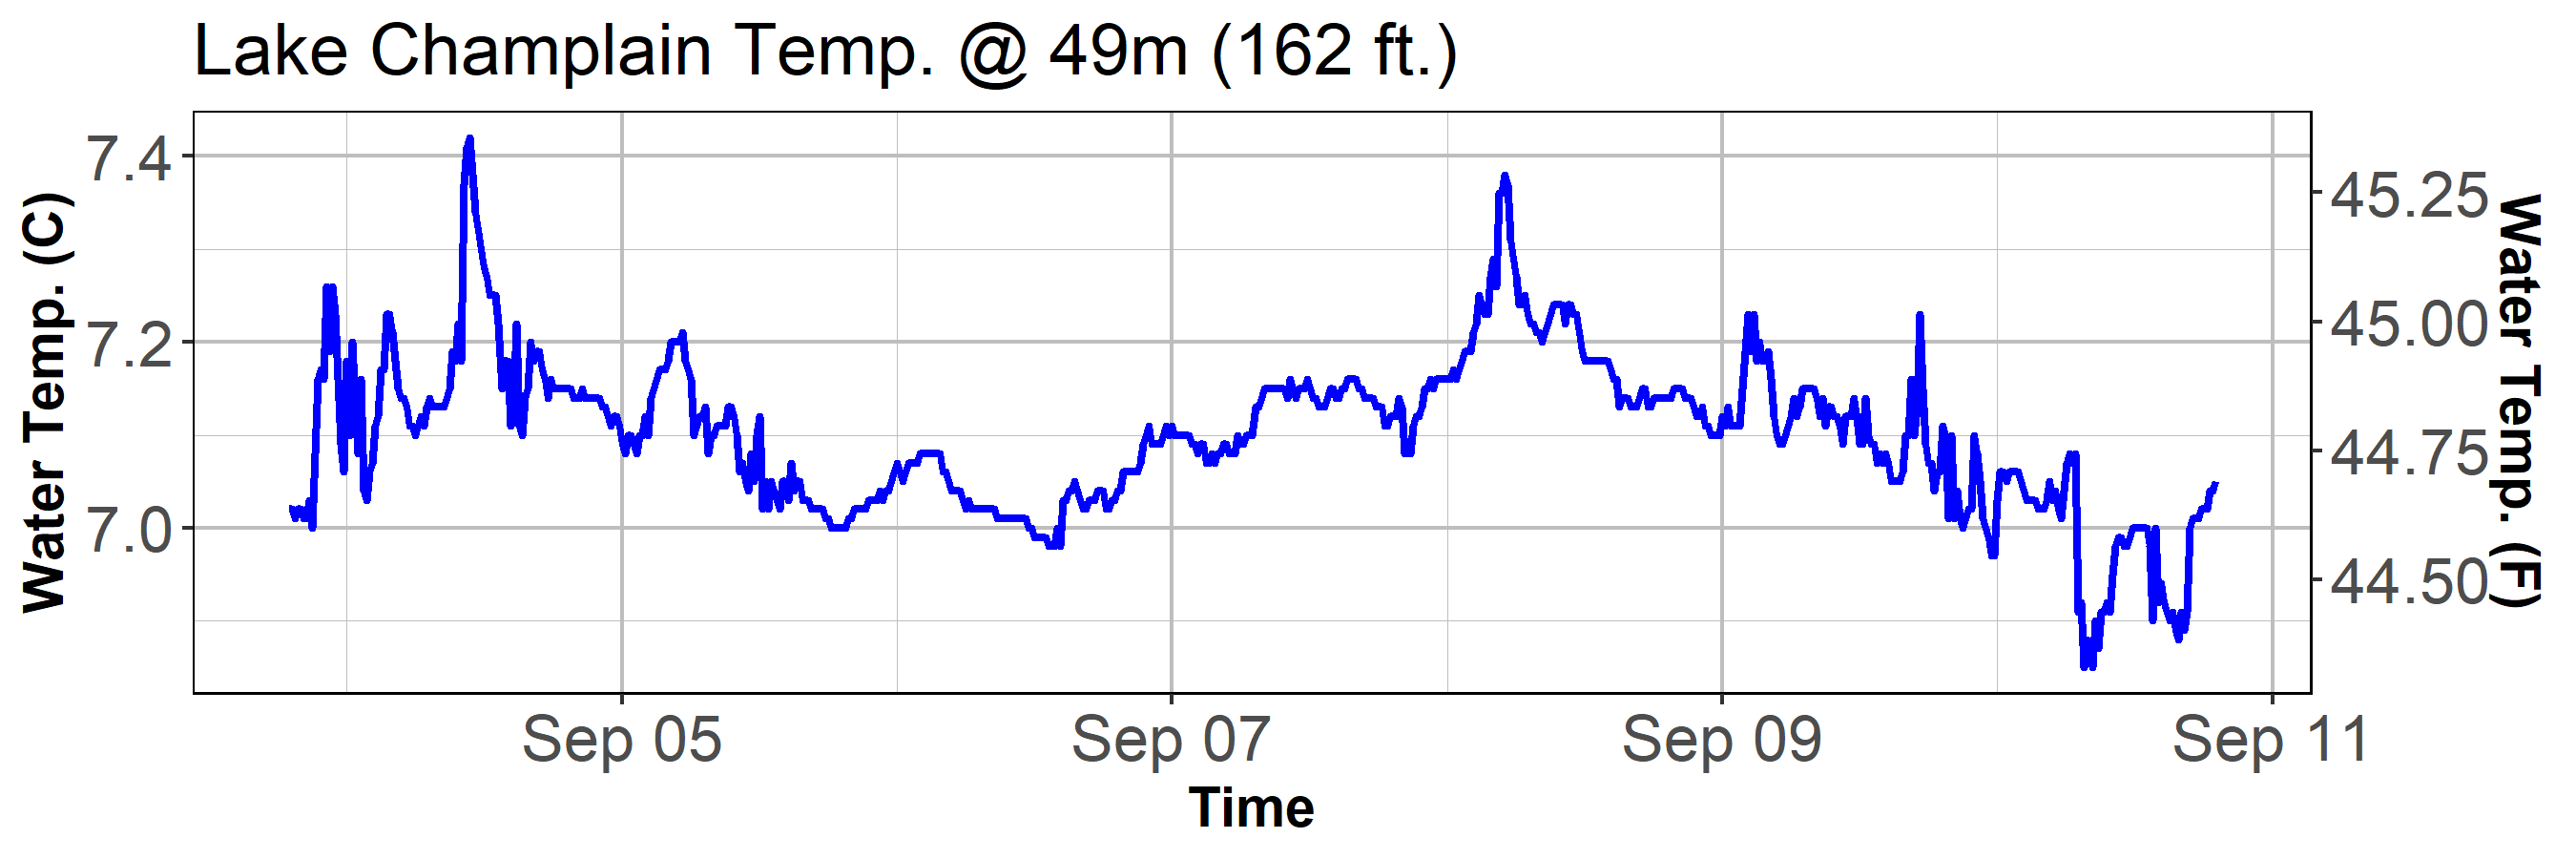 Lake Champlain Temp. @ 49m (162 ft.)
Water Temp. (C)
7.4
7.2
7.0
45.25
45.00
44.75
44.50
Water Temp. (F)
Sep 05
Sep 07
Sep 09
Sep 11
Time